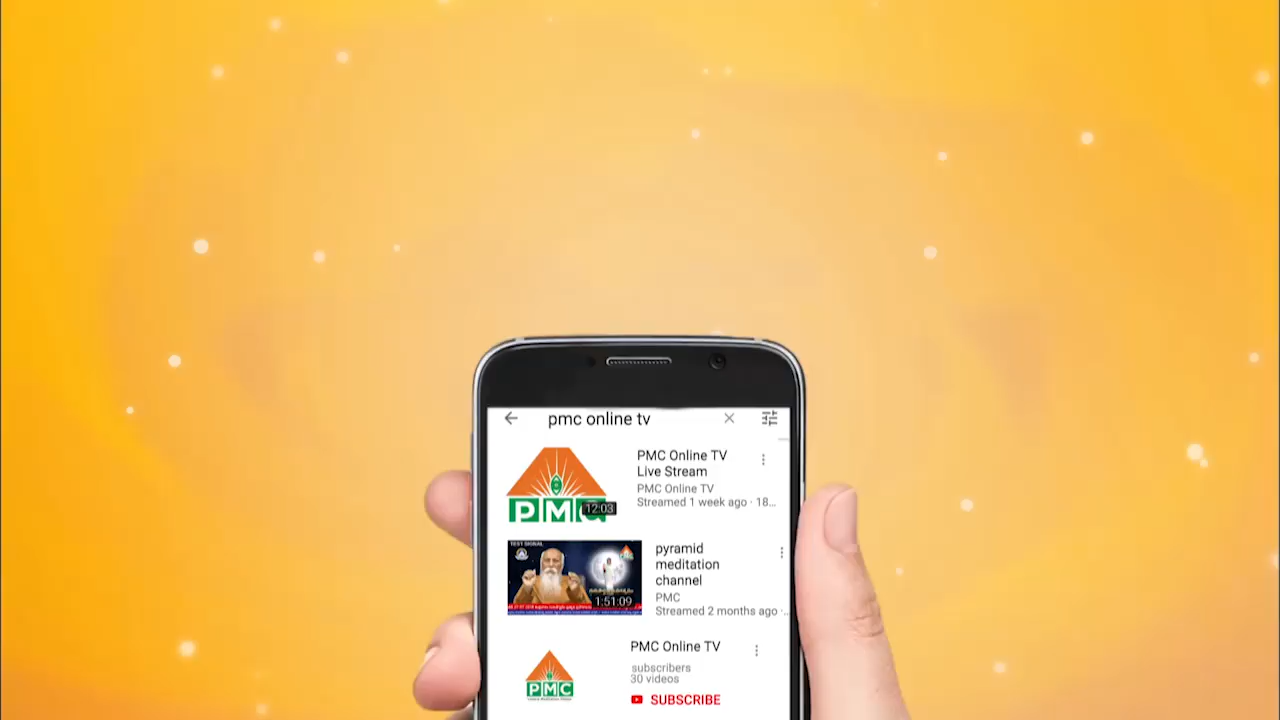 pmc online tv
PMC Online TV
Live Stream
PMC Online TV
Streamed 1 week ago · 18...
PMC
12:03
TEST SIGNAL
1:51:09
pyramid
meditation
channel
PMC
Streamed 2 months ago ·..
PMC Online TV
subscribers
30 videos
PMC
SUBSCRIBE